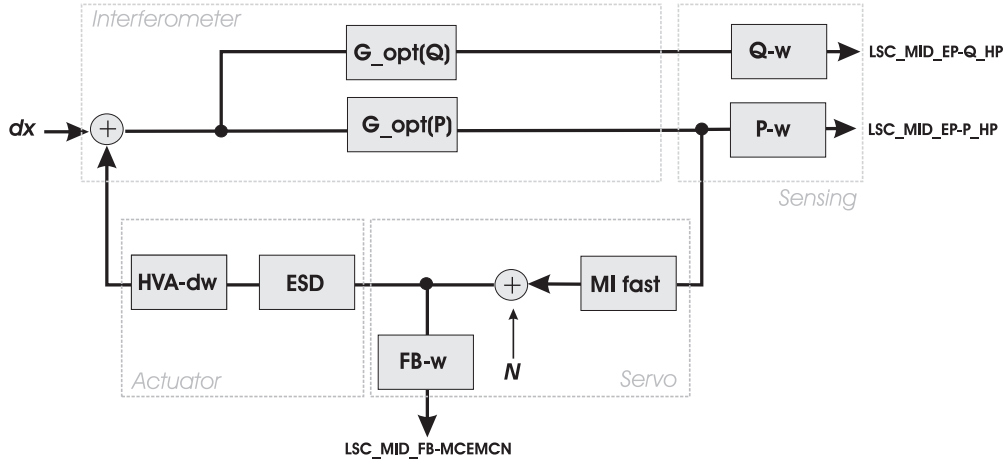 Interferometer
G_opt(Q)
Q-w
LSC_MID_EP-Q_HP
dx
+
G_opt(P)
P-w
LSC_MID_EP-P_HP
Sensing
HVA-dw
ESD
+
MI fast
FB-w
N
Actuator
Servo
LSC_MID_FB-MCEMCN